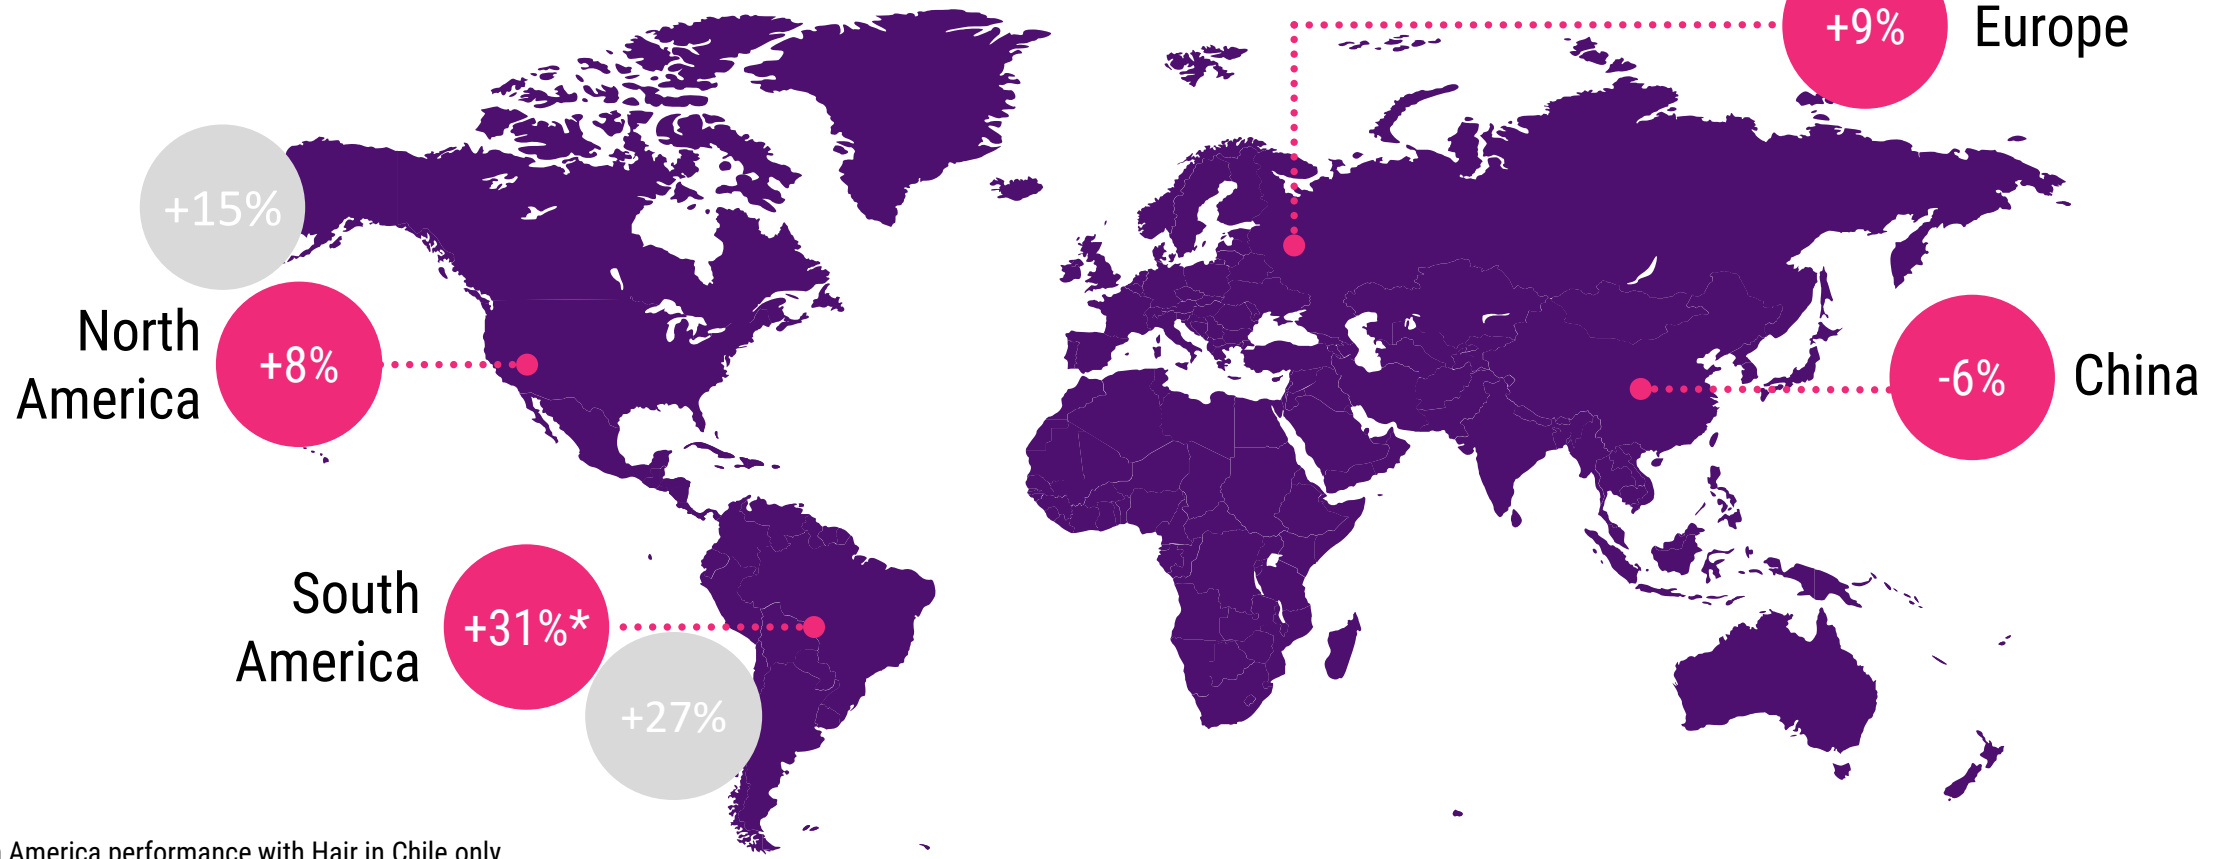 +9%
Europe
+15%
North
America
+8%
-6%
China
South
America
+31%*
+27%
America performance with Hair in Chile only